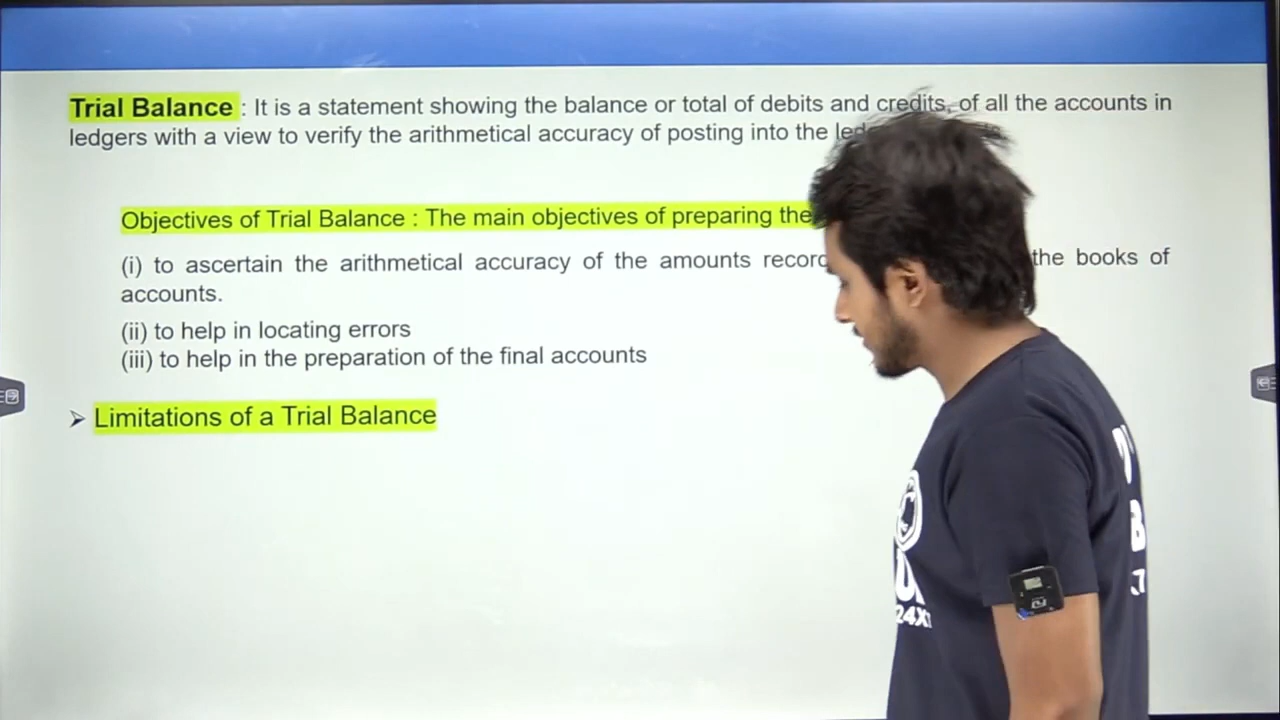 Trial Balance : It is a statement showing the balance or total of debits and credits, of all the accounts in
ledgers with a view to verify the arithmetical accuracy of posting into the
Objectives of Trial Balance : The main objectives of preparing the
(i) to ascertain the arithmetical accuracy of the amounts the books of
accounts.
(ii) to help in locating errors
(iii) to help in the preparation of the final accounts
➢ Limitations of a Trial Balance
24X7